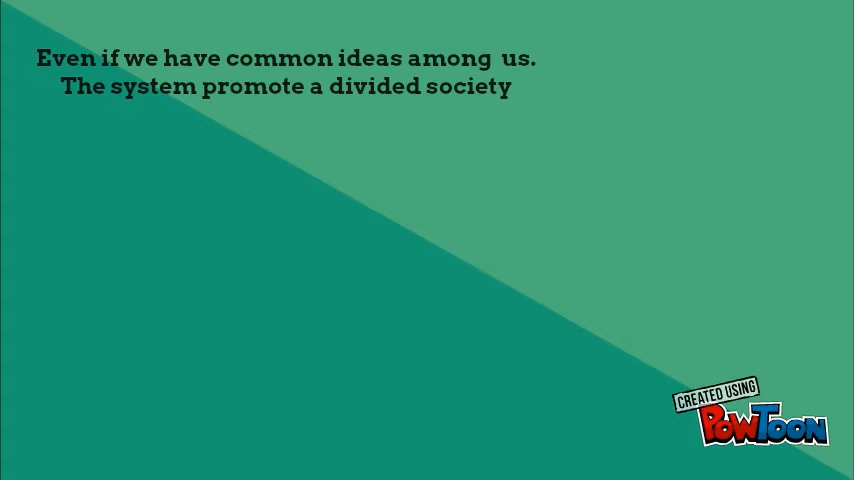 Even if we have common ideas among us.
The system promote a divided society
CREATED USING
POWTOON